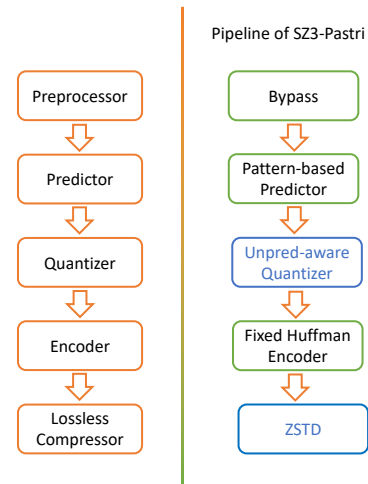 Pipeline of SZ3-Pastri
Preprocessor
Bypass
Predictor
Pattern-based
Predictor
Quantizer
Unpred-aware
Quantizer
Encoder
Fixed Huffman
Encoder
Lossless
Compressor
ZSTD